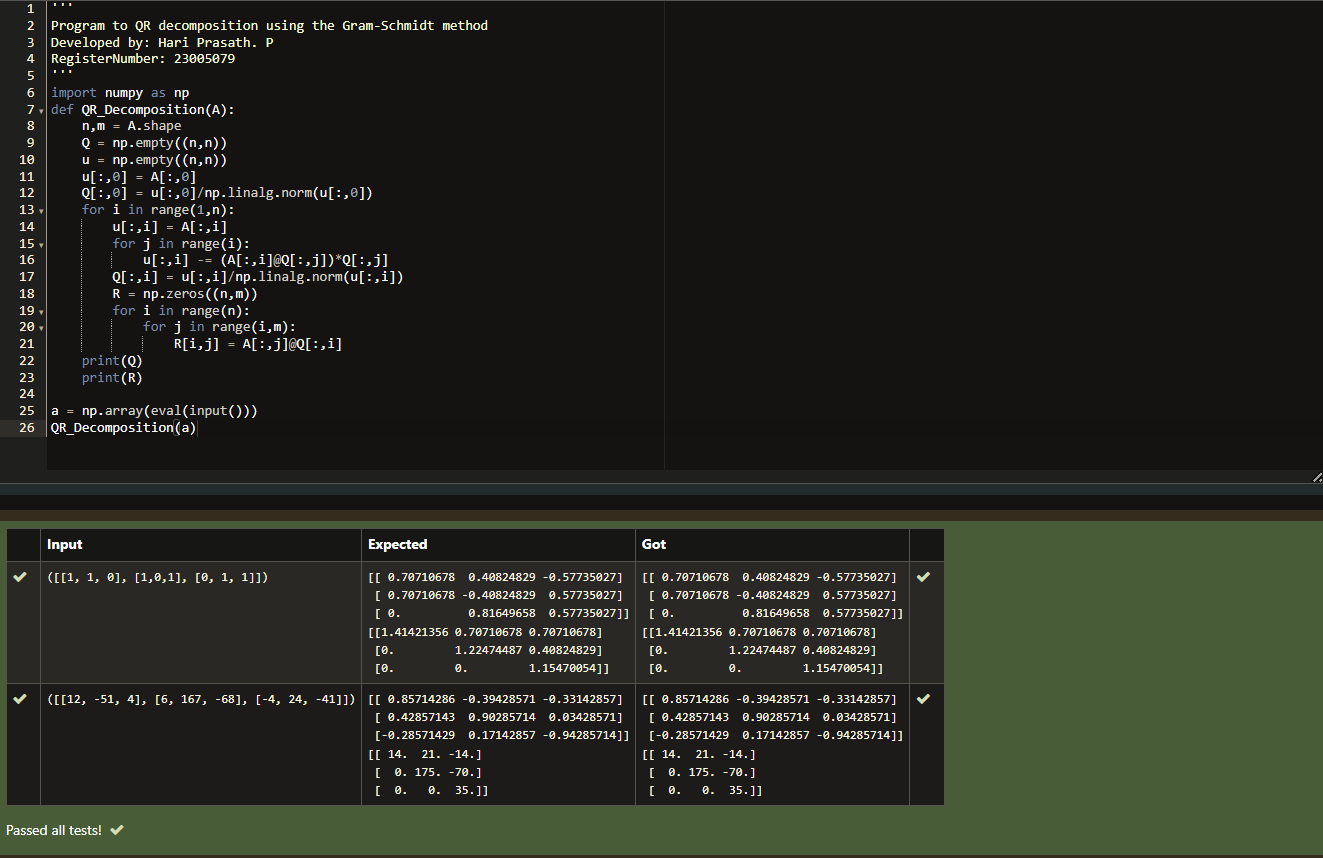 1 '''
2 Program to QR decomposition using the Gram-Schmidt method
3 Developed by: Hari Prasath. P
4 RegisterNumber: 23005079
5 '''
6 import numpy as np
7 def QR_Decomposition(A):
8     n,m = A.shape
9     Q = np.empty((n,n))
10     u = np.empty((n,n))
11     u[:,0] = A[:,0]
12     Q[:,0] = u[:,0]/np.linalg.norm(u[:,0])
13     for i in range(1,n):
14         u[:,i] = A[:,i]
15         for j in range(i):
16             u[:,i] -= (A[:,i]@Q[:,j])*Q[:,j]
17         Q[:,i] = u[:,i]/np.linalg.norm(u[:,i])
18         R = np.zeros((n,m))
19         for i in range(n):
20             for j in range(i,m):
21                 R[i,j] = A[:,j]@Q[:,i]
22     print(Q)
23     print(R)
24
25 a = np.array(eval(input()))
26 QR_Decomposition(a)
Input Expected Got
([[1, 1, 0], [1,0,1], [0, 1, 1]]) [[ 0.70710678  0.40824829 -0.57735027] [[ 0.70710678  0.40824829 -0.57735027]
[ 0.70710678 -0.40824829  0.57735027] [ 0.70710678 -0.40824829  0.57735027]
[ 0.          0.81649658  0.57735027]] [ 0.          0.81649658  0.57735027]]
[[1.41421356 0.70710678 0.70710678] [[1.41421356 0.70710678 0.70710678]
[0.         1.22474487 0.40824829] [0.         1.22474487 0.40824829]
[0.         0.         1.15470054]] [0.         0.         1.15470054]]
([[12, -51, 4], [6, 167, -68], [-4, 24, -41]]) [[ 0.85714286 -0.39428571 -0.33142857] [[ 0.85714286 -0.39428571 -0.33142857]
[ 0.42857143  0.90285714  0.03428571] [ 0.42857143  0.90285714  0.03428571]
[-0.28571429  0.17142857 -0.94285714]] [-0.28571429  0.17142857 -0.94285714]]
[[ 14.  21. -14.] [[ 14.  21. -14.]
[  0. 175. -70.] [  0. 175. -70.]
[  0.   0.  35.]] [  0.   0.  35.]]
Passed all tests!